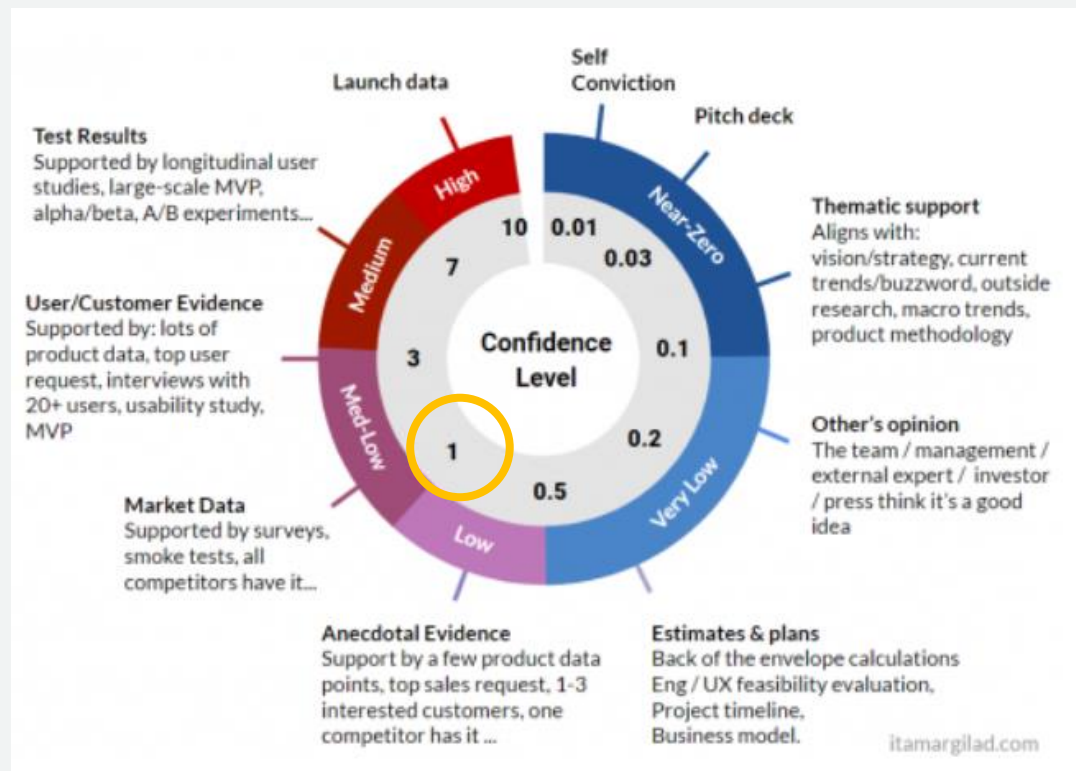 Self
Conviction
Launch data
Pitch deck
Test Results
Supported by longitudinal user
studies, large-scale MVP,
alpha/beta, A/B experiments...
High
Near-Zero
Medium
10
0.01
0.03
7
Thematic support
Aligns with:
vision/strategy, current
trends/buzzword, outside
research, macro trends,
product methodology
User/Customer Evidence
Supported by: lots of
product data, top user
request, interviews with
20+ users, usability study,
MVP
3
Confidence
Level
0.1
Med-Low
1
0.2
0.5
Very Low
Low
Other's opinion
The team / management /
external expert / investor
/ press think it's a good
idea
Market Data
Supported by surveys,
smoke tests, all
competitors have it...
Anecdotal Evidence
Support by a few product data
points, top sales request, 1-3
interested customers, one
competitor has it ...
Estimates & plans
Back of the envelope calculations
Eng / UX feasibility evaluation,
Project timeline,
Business model.
itamargilad.com